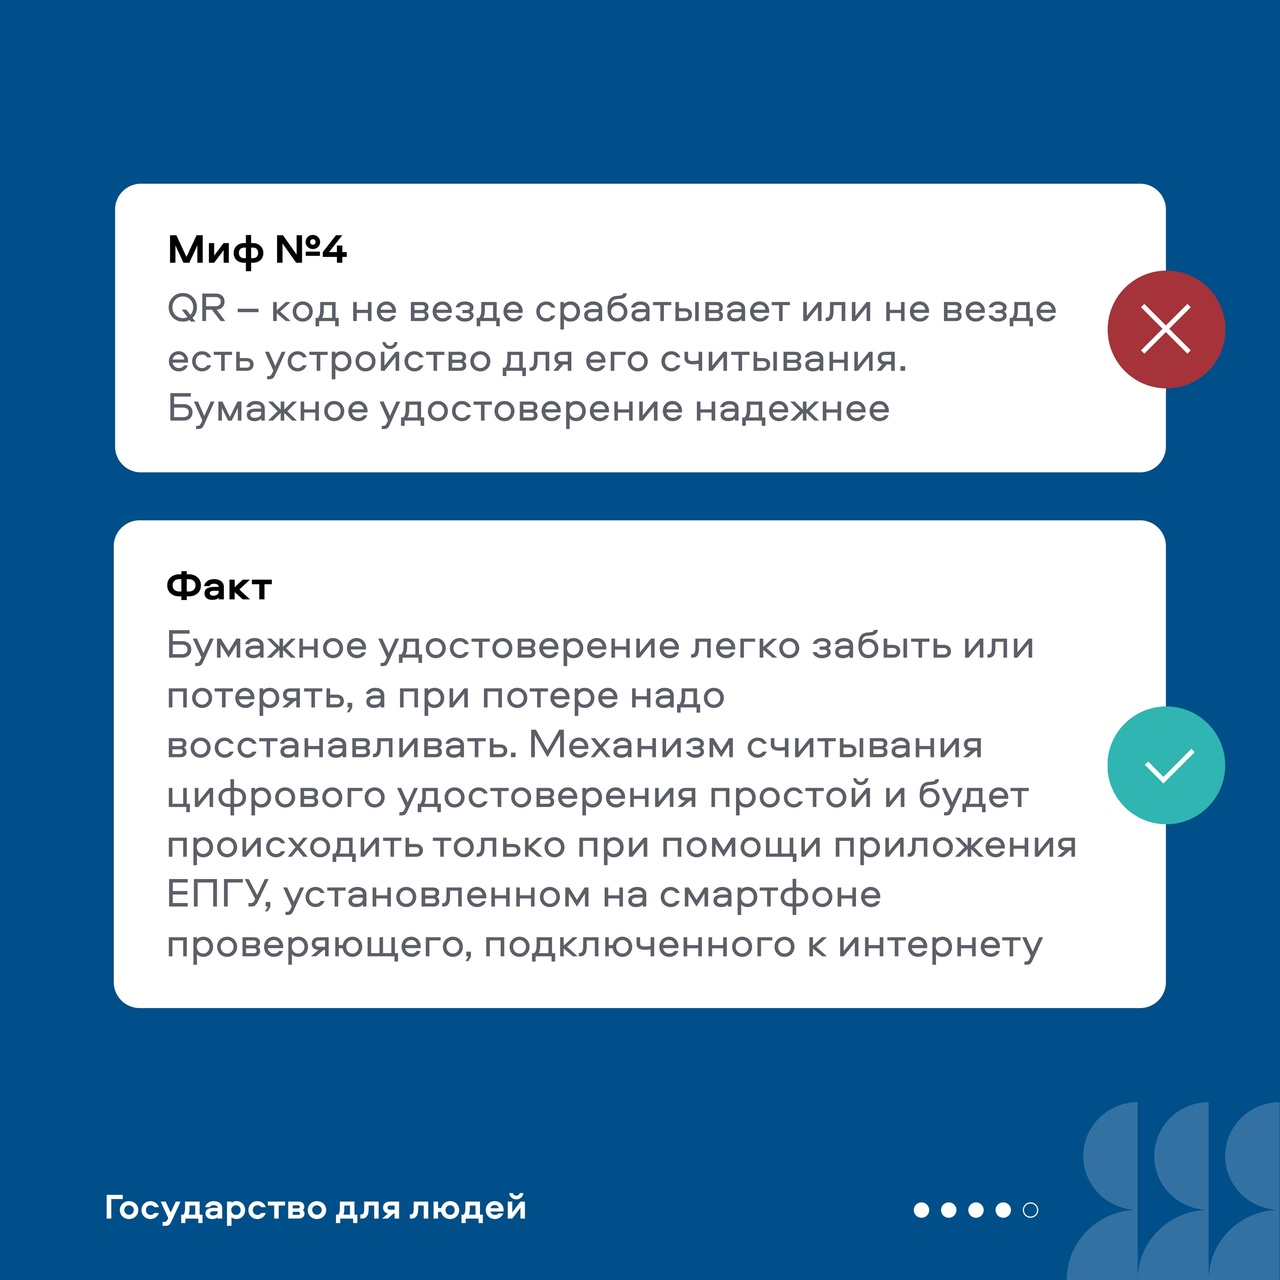 Миф №4
QR – код не везде срабатывает или не везде
есть устройство для его считывания.
Бумажное удостоверение надежнее
Факт
Бумажное удостоверение легко забыть или
потерять, а при потере надо
восстанавливать. Механизм считывания
цифрового удостоверения простой и будет
происходить только при помощи приложения
ЕПГУ, установленном на смартфоне
проверяющего, подключенного к интернету
Государство для людей